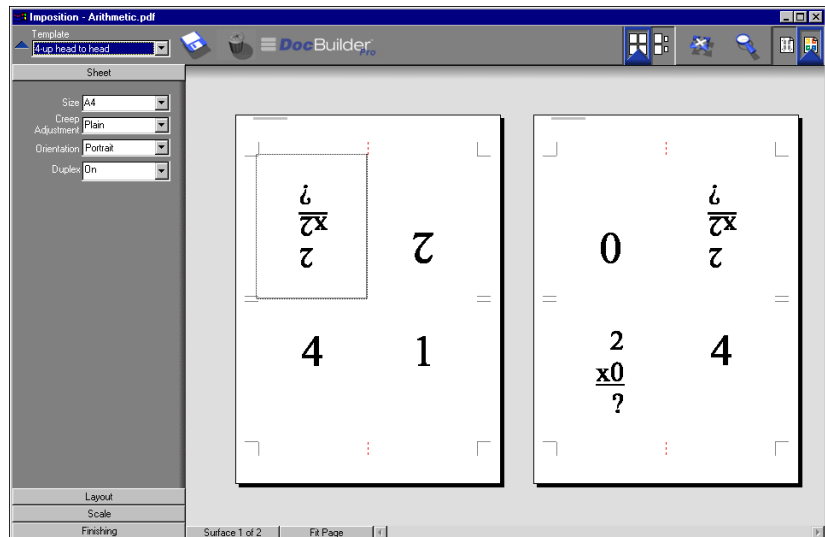 Imposition - Arithmetic.pdf
Template
4-up head to head
DocBuilder Pro
Sheet
Size A4
Creep Adjustment Plain
Orientation Portrait
Duplex On
2
x2
?
2
4
1
0
2
x2
?
2
x0
?
4
Layout
Scale
Finishing
Surface 1 of 2
Fit Page